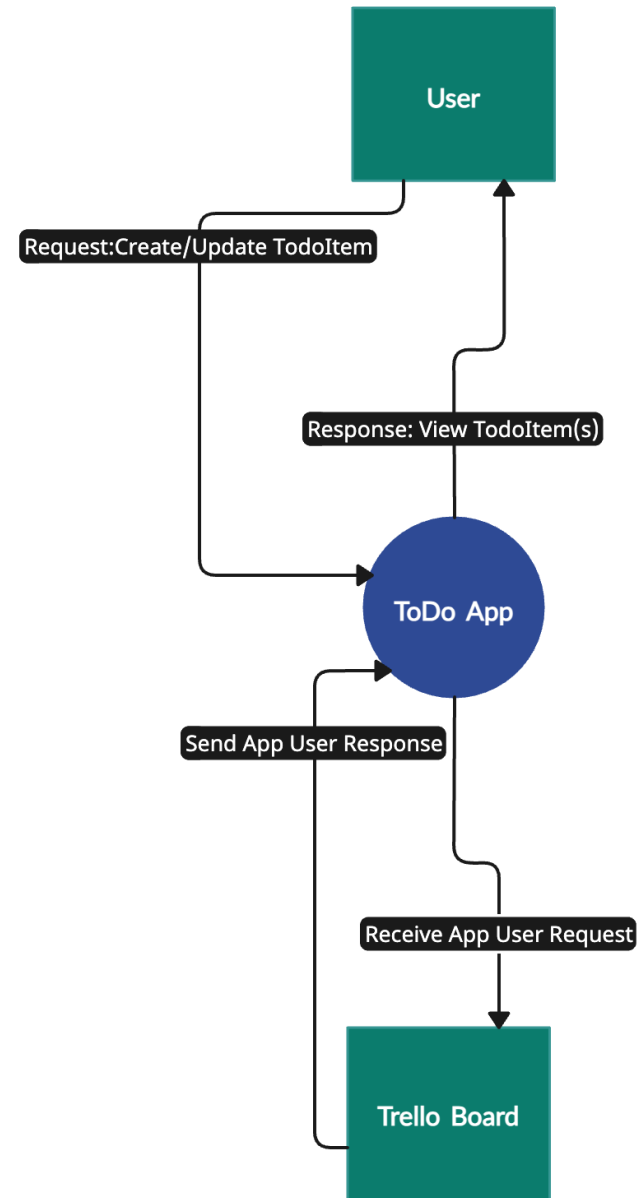 User
Request:Create/Update TodoItem
Response: View TodoItem(s)
ToDo App
Send App User Response
Receive App User Request
Trello Board